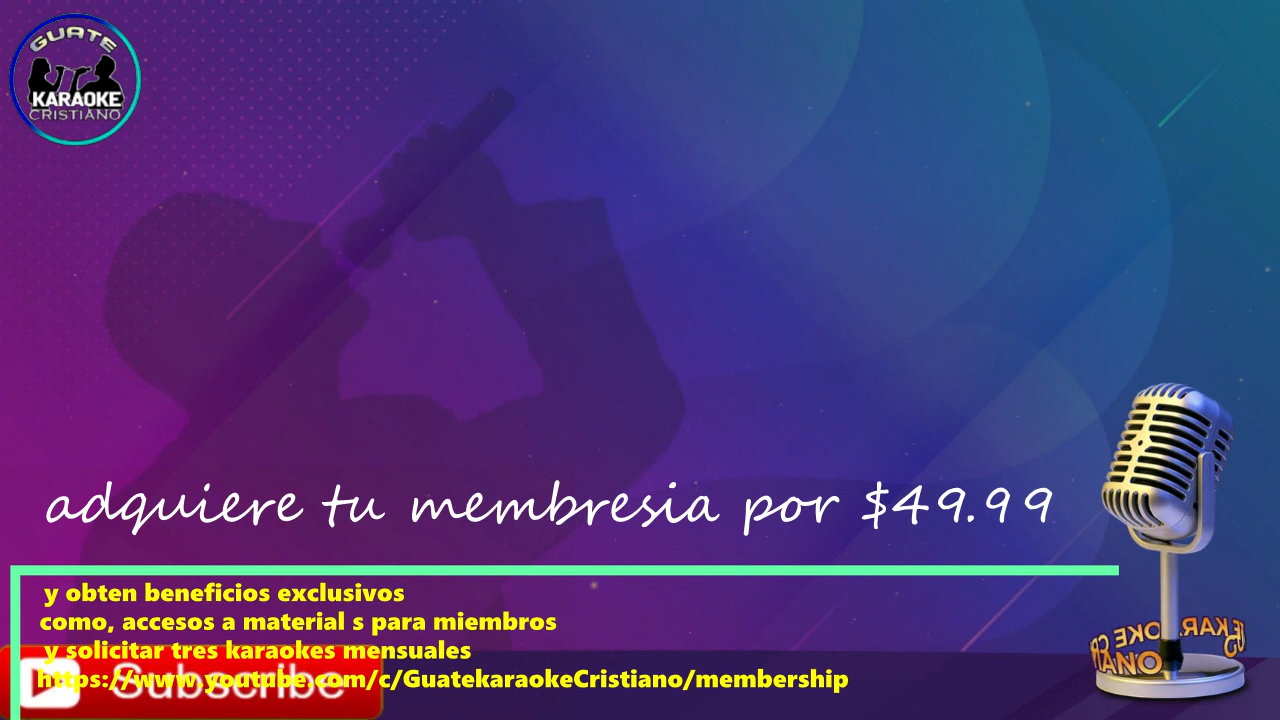 GUATE
KARAOKE
CRISTIANO
adquiere tu membresia por $49.99
y obten beneficios exclusivos
como, accesos a material s para miembros
y solicitar tres karaokes mensuales
https://www.youtube.com/c/GuatekaraokeCristiano/membership
Subscribe